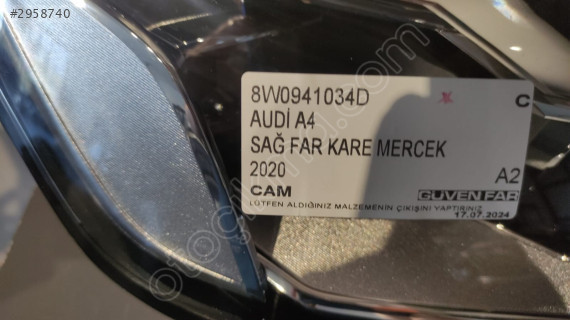 #2958740
8W0941034D
C
AUDİ A4
SAĞ FAR KARE MERCEK
2020
A2
CAM
GÜVEN FAR
LÜTFEN ALDIĞINIZ MALZEMENİN ÇIKIŞINI YAPTIRINIZ
17.07.2024